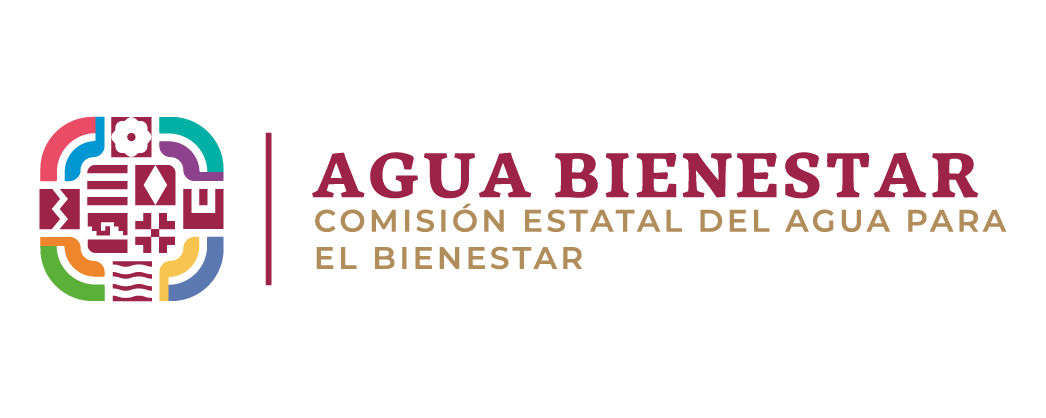 AGUA BIENESTAR
COMISIÓN ESTATAL DEL AGUA PARA
EL BIENESTAR